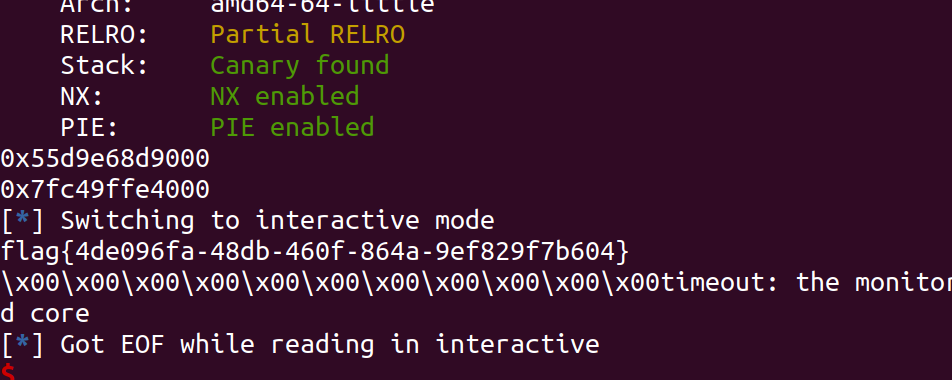 Arch: amd64-64-little
RELRO: Partial RELRO
Stack: Canary found
NX: NX enabled
PIE: PIE enabled
0x55d9e68d9000
0x7fc49ffe4000
[*] Switching to interactive mode
flag{4de096fa-48db-460f-864a-9ef829f7b604}
\x00\x00\x00\x00\x00\x00\x00\x00\x00\x00\x00timeout: the monitor
d core
[*] Got EOF while reading in interactive
$